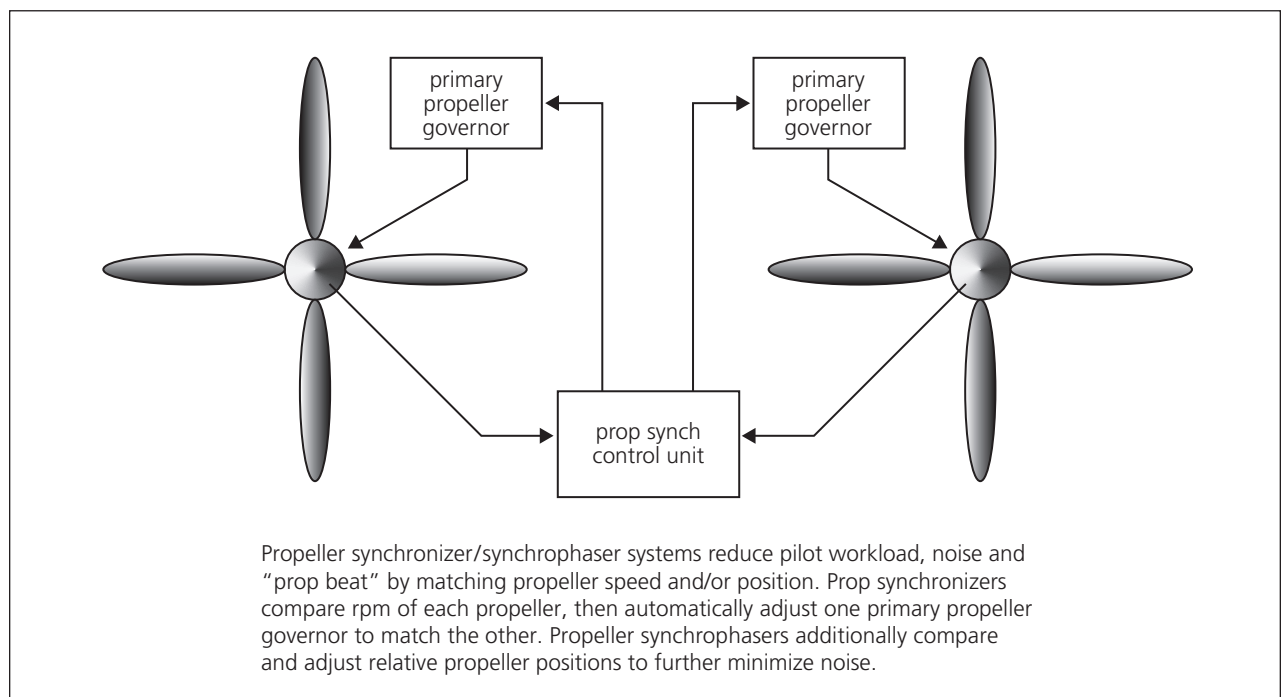 primary
propeller
governor
primary
propeller
governor
prop synch
control unit
Propeller synchronizer/synchrophaser systems reduce pilot workload, noise and
“prop beat” by matching propeller speed and/or position. Prop synchronizers
compare rpm of each propeller, then automatically adjust one primary propeller
governor to match the other. Propeller synchrophasers additionally compare
and adjust relative propeller positions to further minimize noise.